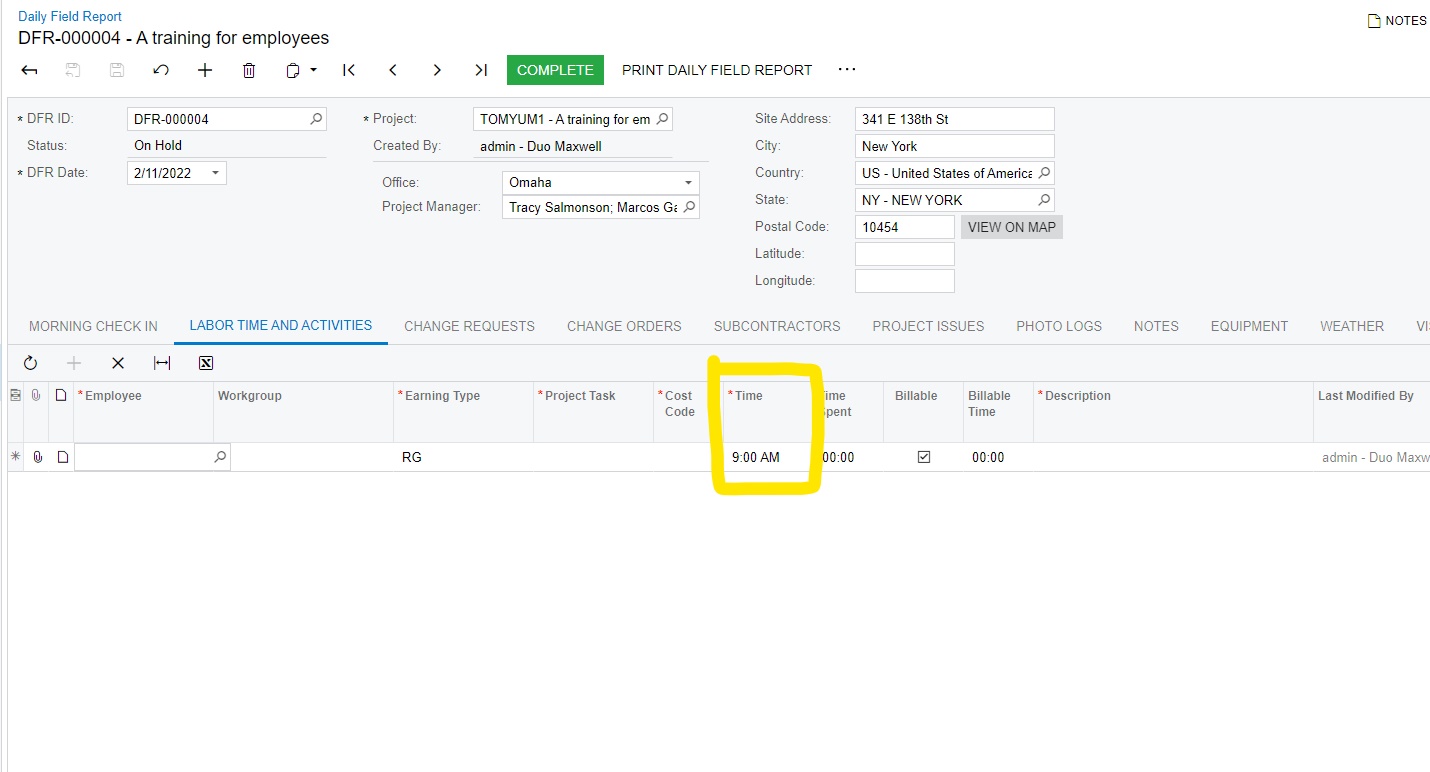 Daily Field Report
NOTES
DFR-000004 - A training for employees
COMPLETE
PRINT DAILY FIELD REPORT
* DFR ID: DFR-000004
Status: On Hold
* DFR Date: 2/11/2022
* Project: TOMYUM1 - A training for em
Created By: admin - Duo Maxwell
Office: Omaha
Project Manager: Tracy Salmonson; Marcos Ga
Site Address: 341 E 138th St
City: New York
Country: US - United States of America
State: NY - NEW YORK
Postal Code: 10454 VIEW ON MAP
Latitude:
Longitude:
MORNING CHECK IN LABOR TIME AND ACTIVITIES CHANGE REQUESTS CHANGE ORDERS SUBCONTRACTORS PROJECT ISSUES PHOTO LOGS NOTES EQUIPMENT WEATHER VI
* Employee Workgroup * Earning Type * Project Task * Cost Code * Time ime pent Billable Billable Time * Description Last Modified By
RG 9:00 AM 00:00 00:00 admin - Duo Maxw